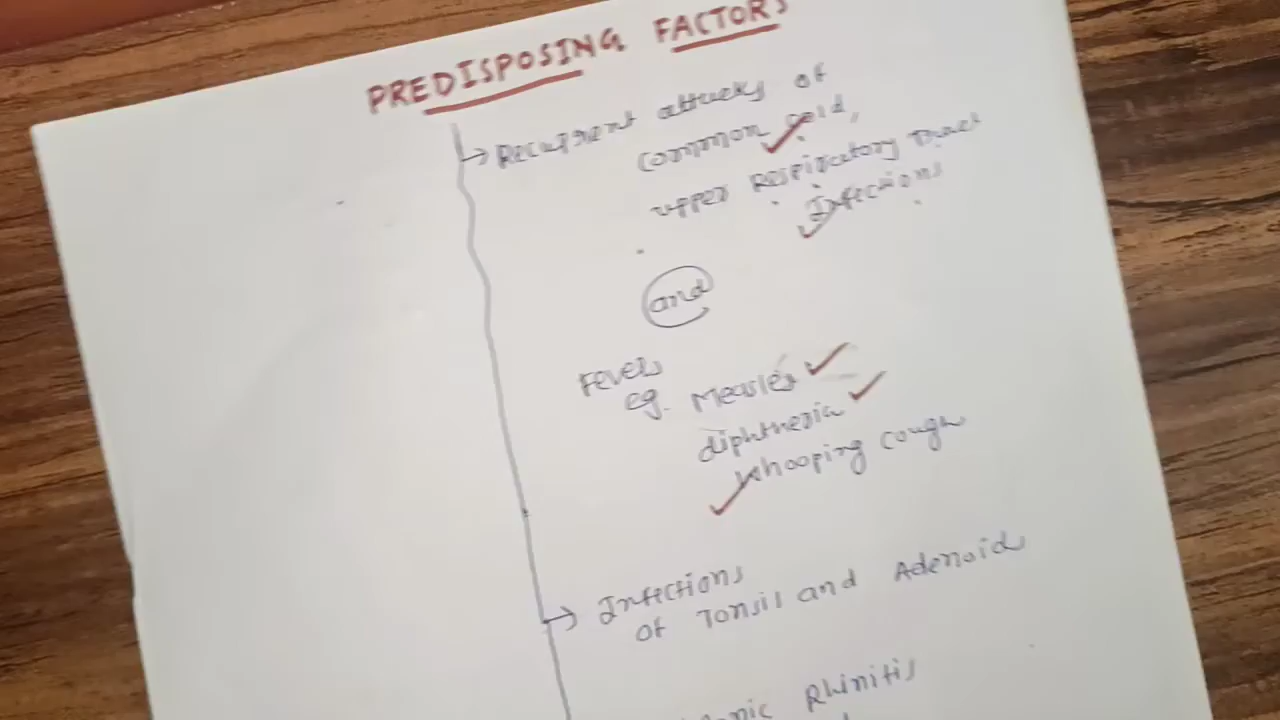 PREDISPOSING FACTORS
→ Recurrent attacks of
common cold,
upper Respiratory Tract
Infections
and
Fevers
eg. Measles
diphtheria
whooping cough
→ Infections
of Tonsil and Adenoid
Rhinitis